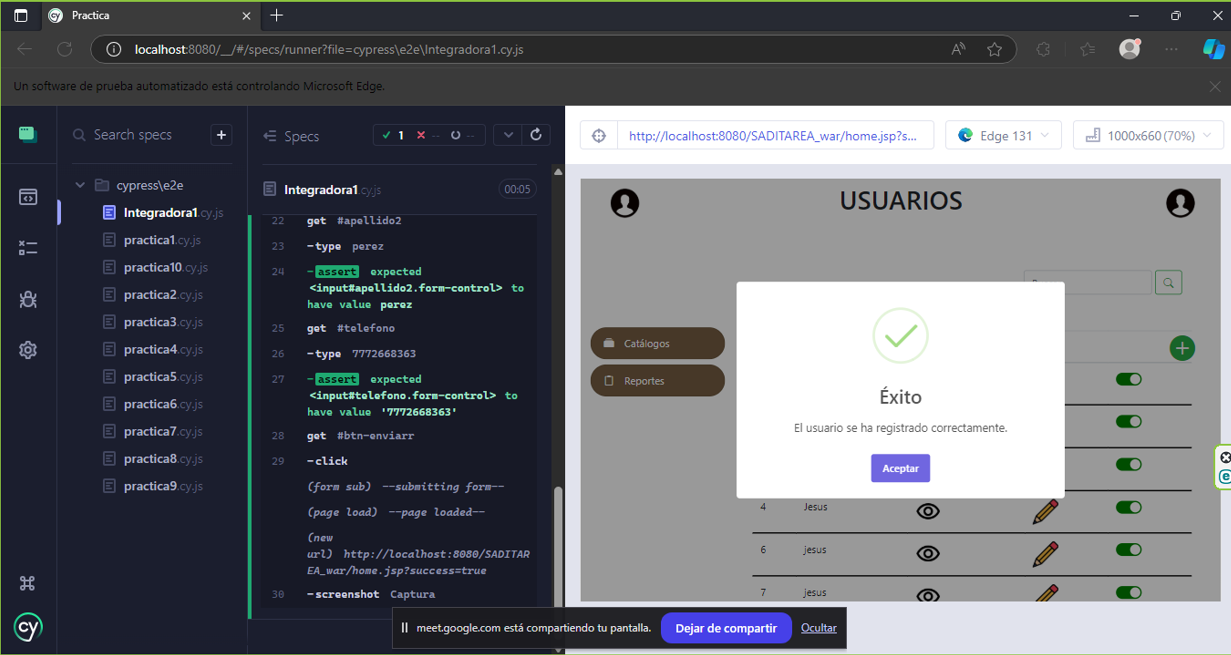 Practica
localhost:8080/__/#/specs/runner?file=cypress\e2e\Integradora1.cy.js
Un software de prueba automatizado está controlando Microsoft Edge.
Search specs
cypress\e2e
Integradora1.cy.js
practica1.cy.js
practica10.cy.js
practica2.cy.js
practica3.cy.js
practica4.cy.js
practica5.cy.js
practica6.cy.js
practica7.cy.js
practica8.cy.js
practica9.cy.js
cy
Specs
1 -- --
Integradora1.cy.js 00:05
22 get #apellido2
23 -type perez
24 -assert expected
<input#apellido2.form-control> to
have value perez
25 get #telefono
26 -type 7772668363
27 -assert expected
<input#telefono.form-control> to
have value '7772668363'
28 get #btn-enviarr
29 -click
(form sub) --submitting form--
(page load) --page loaded--
(new
url) http://localhost:8080/SADITAR
EA_war/home.jsp?success=true
30 -screenshot Captura
http://localhost:8080/SADITAREA_war/home.jsp?s...
Edge 131
1000x660 (70%)
USUARIOS
Catálogos
Reportes
Éxito
El usuario se ha registrado correctamente.
Aceptar
4 Jesus
6 jesus
7 jesus
meet.google.com está compartiendo tu pantalla.
Dejar de compartir
Ocultar